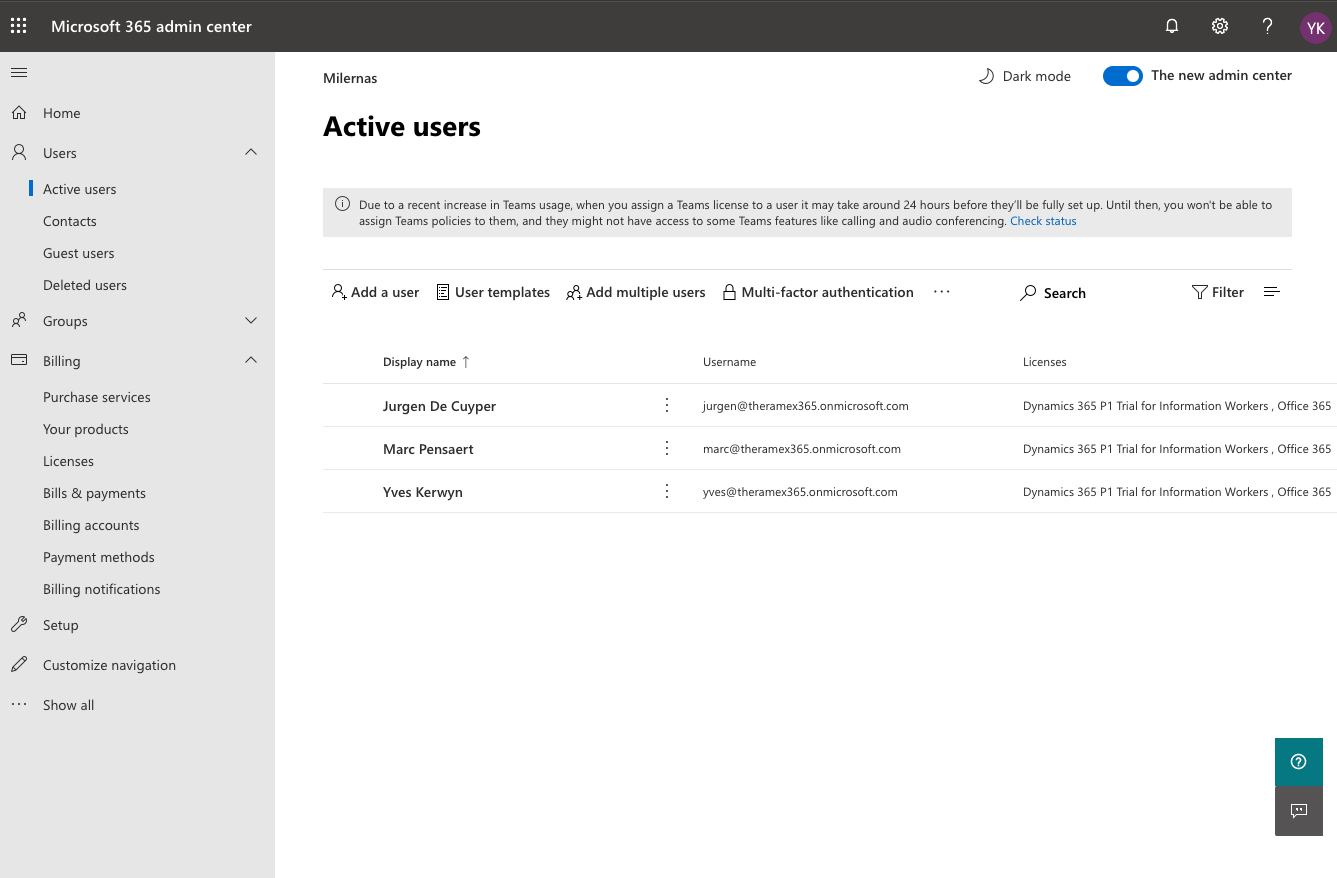 Microsoft 365 admin center
YK
Milernas
Dark mode
The new admin center
Home
Users
Active users
Contacts
Guest users
Deleted users
Groups
Billing
Purchase services
Your products
Licenses
Bills & payments
Billing accounts
Payment methods
Billing notifications
Setup
Customize navigation
Show all
Active users
Due to a recent increase in Teams usage, when you assign a Teams license to a user it may take around 24 hours before they'll be fully set up. Until then, you won't be able to
assign Teams policies to them, and they might not have access to some Teams features like calling and audio conferencing. Check status
Add a user User templates Add multiple users Multi-factor authentication ··· Search Filter
Display name ↑ Username Licenses
Jurgen De Cuyper jurgen@theramex365.onmicrosoft.com Dynamics 365 P1 Trial for Information Workers , Office 365
Marc Pensaert marc@theramex365.onmicrosoft.com Dynamics 365 P1 Trial for Information Workers , Office 365
Yves Kerwyn yves@theramex365.onmicrosoft.com Dynamics 365 P1 Trial for Information Workers , Office 365